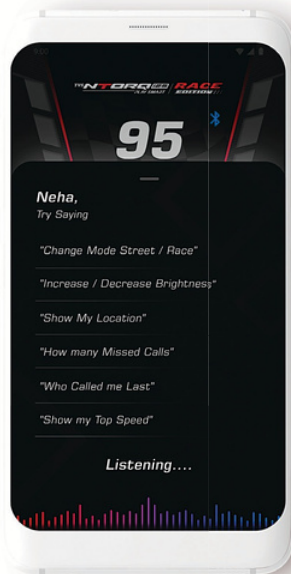 NTORQ 125 RACE
EDITION
95
Neha,
Try Saying
"Change Mode Street / Race"
"Increase / Decrease Brightness"
"Show My Location"
"How many Missed Calls"
"Who Called me Last"
"Show my Top Speed"
Listening....